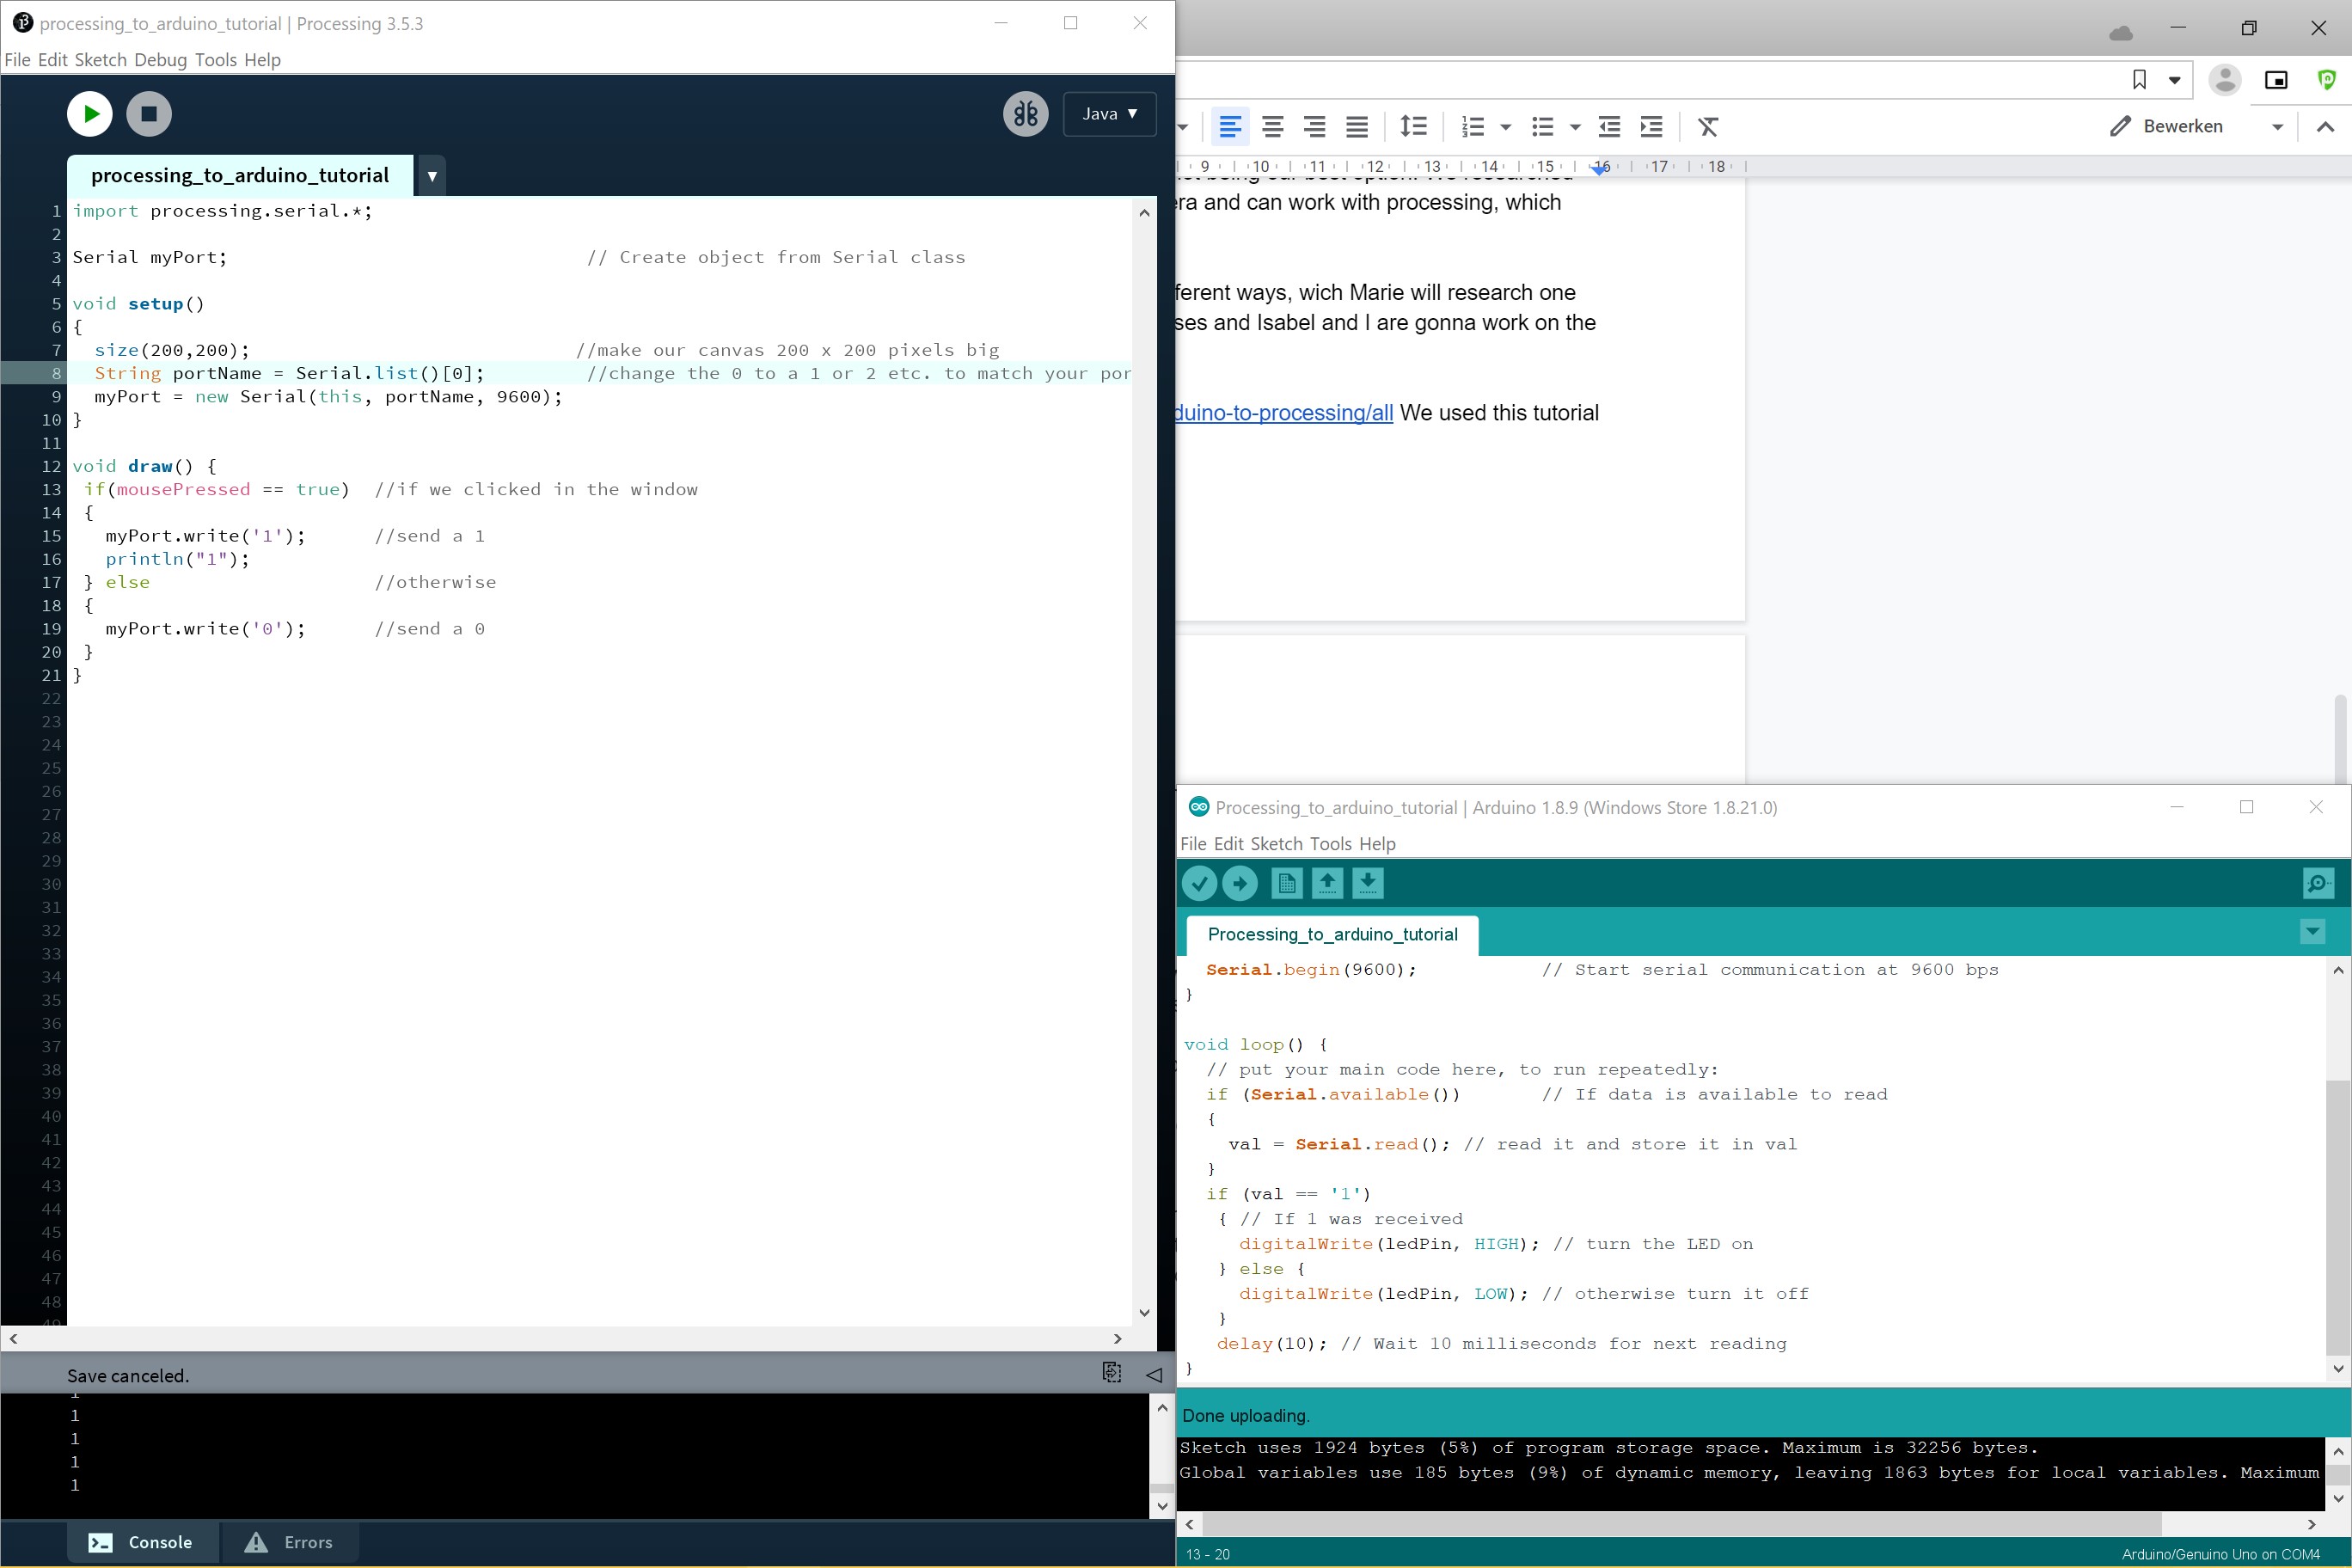 processing_to_arduino_tutorial | Processing 3.5.3
File Edit Sketch Debug Tools Help
Java ▼
processing_to_arduino_tutorial ▼
1 import processing.serial.*;
2
3 Serial myPort; // Create object from Serial class
4
5 void setup()
6 {
7 size(200,200); //make our canvas 200 x 200 pixels big
8 String portName = Serial.list()[0]; //change the 0 to a 1 or 2 etc. to match your por
9 myPort = new Serial(this, portName, 9600);
10 }
11
12 void draw() {
13 if(mousePressed == true) //if we clicked in the window
14 {
15 myPort.write('1'); //send a 1
16 println("1");
17 } else //otherwise
18 {
19 myPort.write('0'); //send a 0
20 }
21 }
22
23
24
25
26
27
28
29
30
31
32
33
34
35
36
37
38
39
40
41
42
43
44
45
46
47
48
49
Save canceled.
1
1
1
1
1
Console Errors
Bewerken
9 10 11 12 13 14 15 16 17 18
being our best option. We researched
era and can work with processing, which
fferent ways, wich Marie will research one
ses and Isabel and I are gonna work on the
duino-to-processing/all We used this tutorial
Processing_to_arduino_tutorial | Arduino 1.8.9 (Windows Store 1.8.21.0)
File Edit Sketch Tools Help
Processing_to_arduino_tutorial
Serial.begin(9600); // Start serial communication at 9600 bps
}
void loop() {
// put your main code here, to run repeatedly:
if (Serial.available()) // If data is available to read
{
val = Serial.read(); // read it and store it in val
}
if (val == '1')
{ // If 1 was received
digitalWrite(ledPin, HIGH); // turn the LED on
} else {
digitalWrite(ledPin, LOW); // otherwise turn it off
}
delay(10); // Wait 10 milliseconds for next reading
}
Done uploading.
Sketch uses 1924 bytes (5%) of program storage space. Maximum is 32256 bytes.
Global variables use 185 bytes (9%) of dynamic memory, leaving 1863 bytes for local variables. Maximum
13 - 20
Arduino/Genuino Uno on COM4